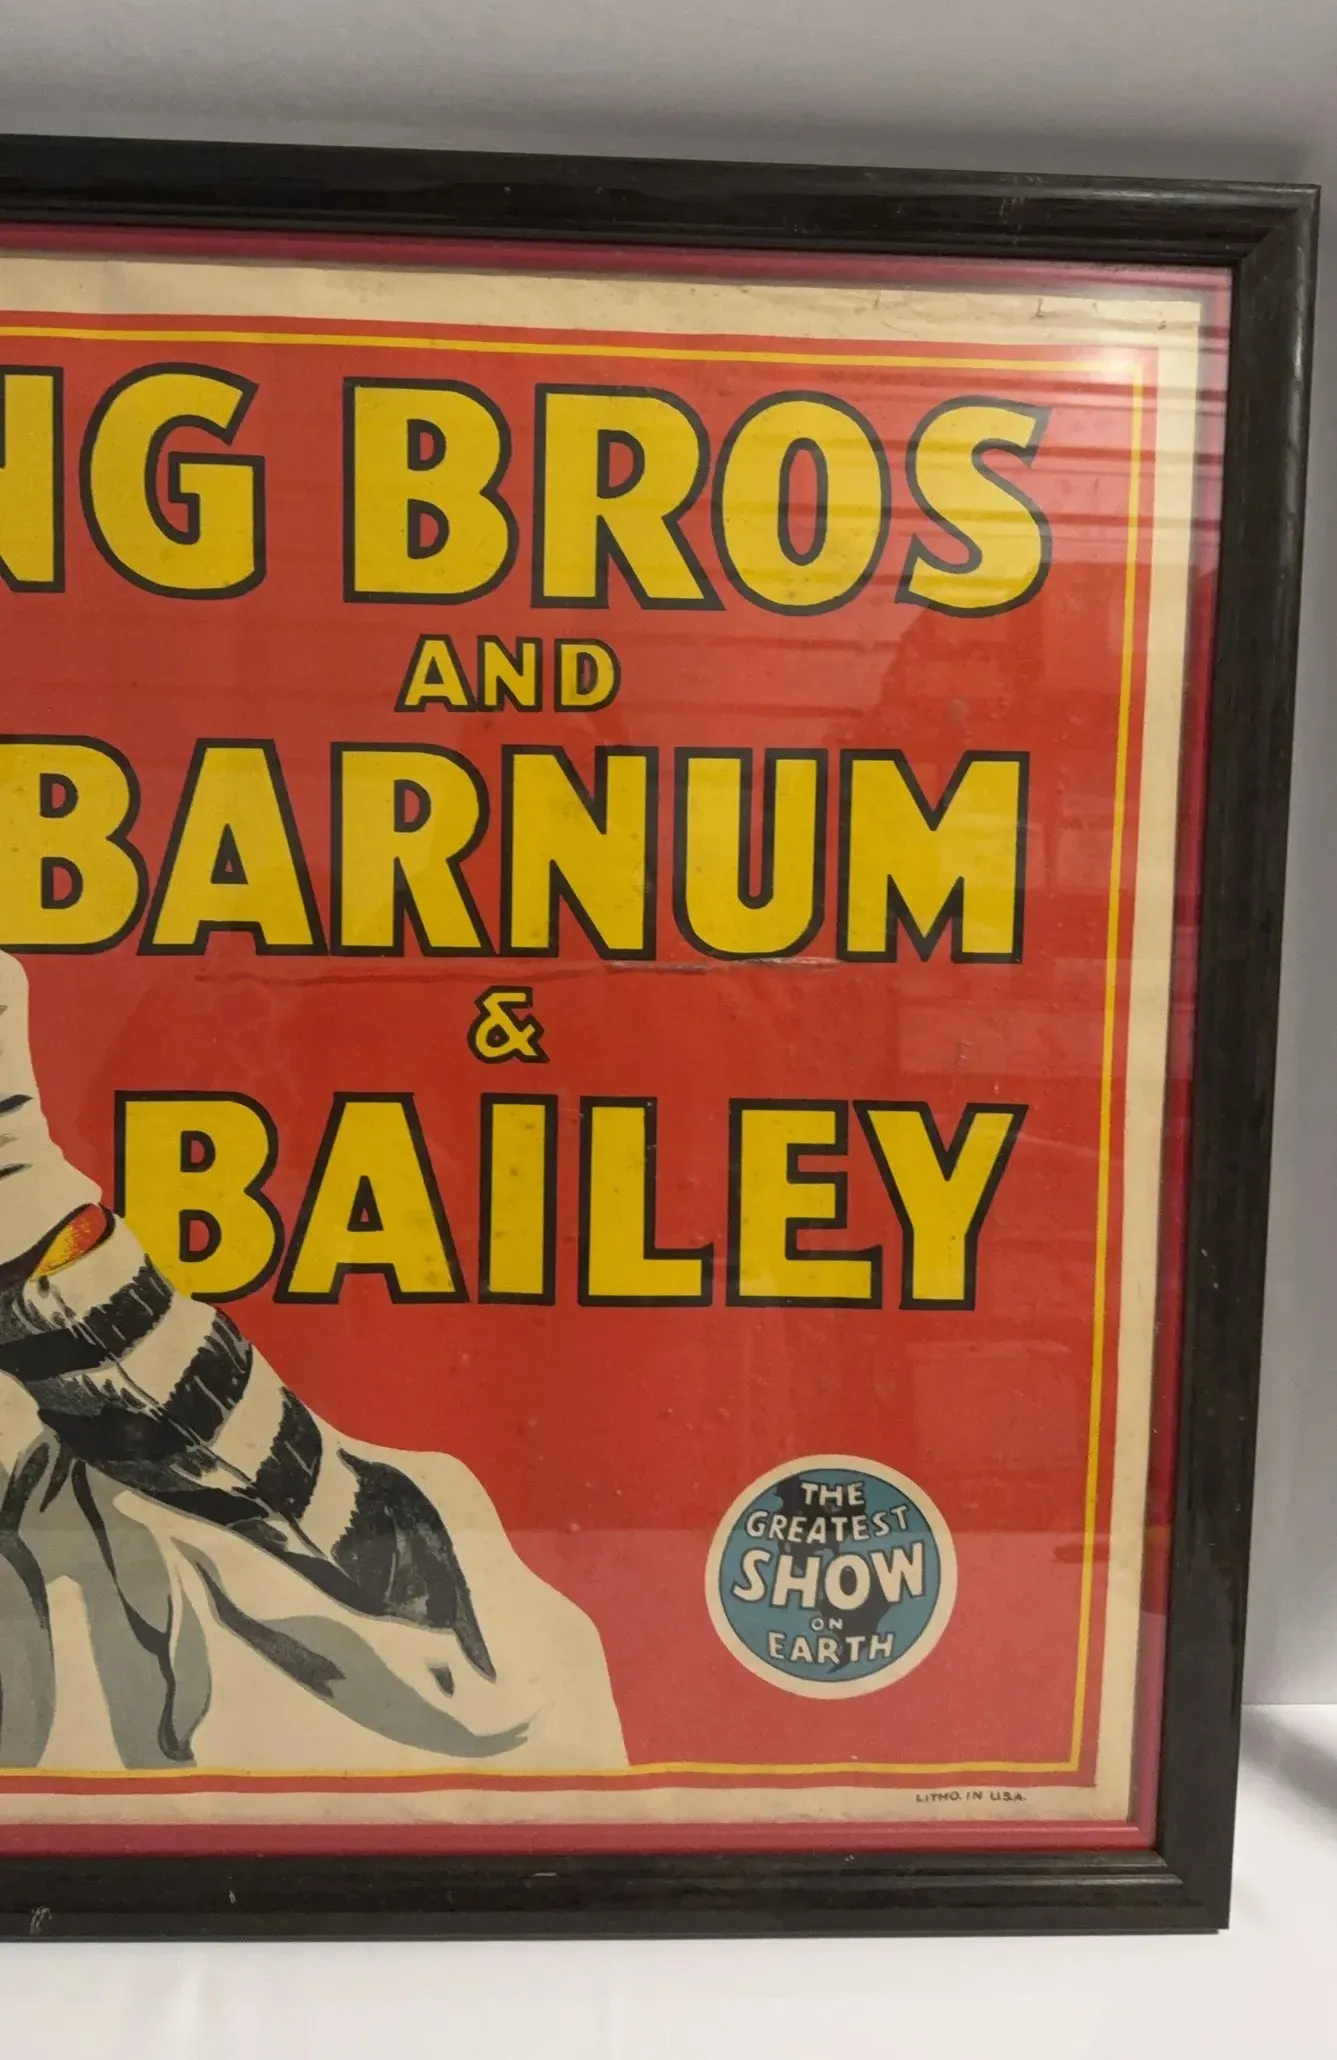 NG BROS
AND
BARNUM
&
BAILEY
THE
GREATEST
SHOW
ON
EARTH
LITHO. IN U.S.A.